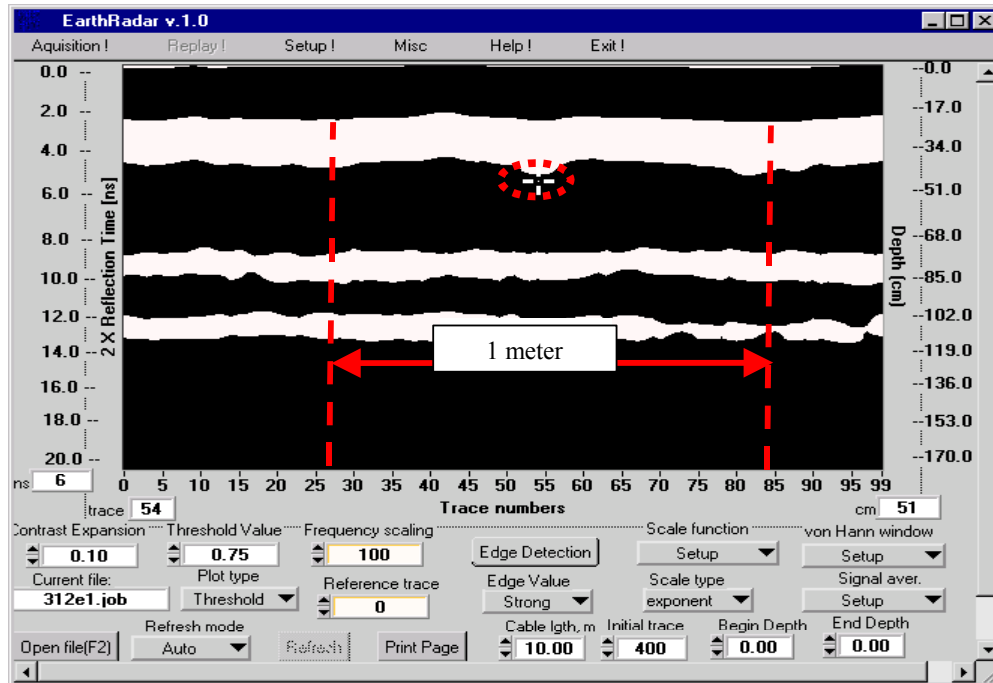 EarthRadar v.1.0
Aquisition !
Replay !
Setup !
Misc
Help !
Exit !
0.0
2.0
4.0
6.0
8.0
10.0
12.0
14.0
16.0
18.0
20.0
2 X Reflection Time [ns]
1 meter
--0.0
--17.0
--34.0
--51.0
--68.0
--85.0
--102.0
--119.0
--136.0
--153.0
--170.0
Depth (cm)
ns 6
0 5 10 15 20 25 30 35 40 45 50 55 60 65 70 75 80 85 90 95 99
trace 54
Trace numbers
cm 51
Contrast Expansion
0.10
Threshold Value
0.75
Frequency scaling
100
Edge Detection
Scale function
Setup
von Hann window
Setup
Current file:
312e1.job
Plot type
Threshold
Reference trace
0
Edge Value
Strong
Scale type
exponent
Signal aver.
Setup
Open file(F2)
Refresh mode
Auto
Refresh
Print Page
Cable lgth, m
10.00
Initial trace
400
Begin Depth
0.00
End Depth
0.00